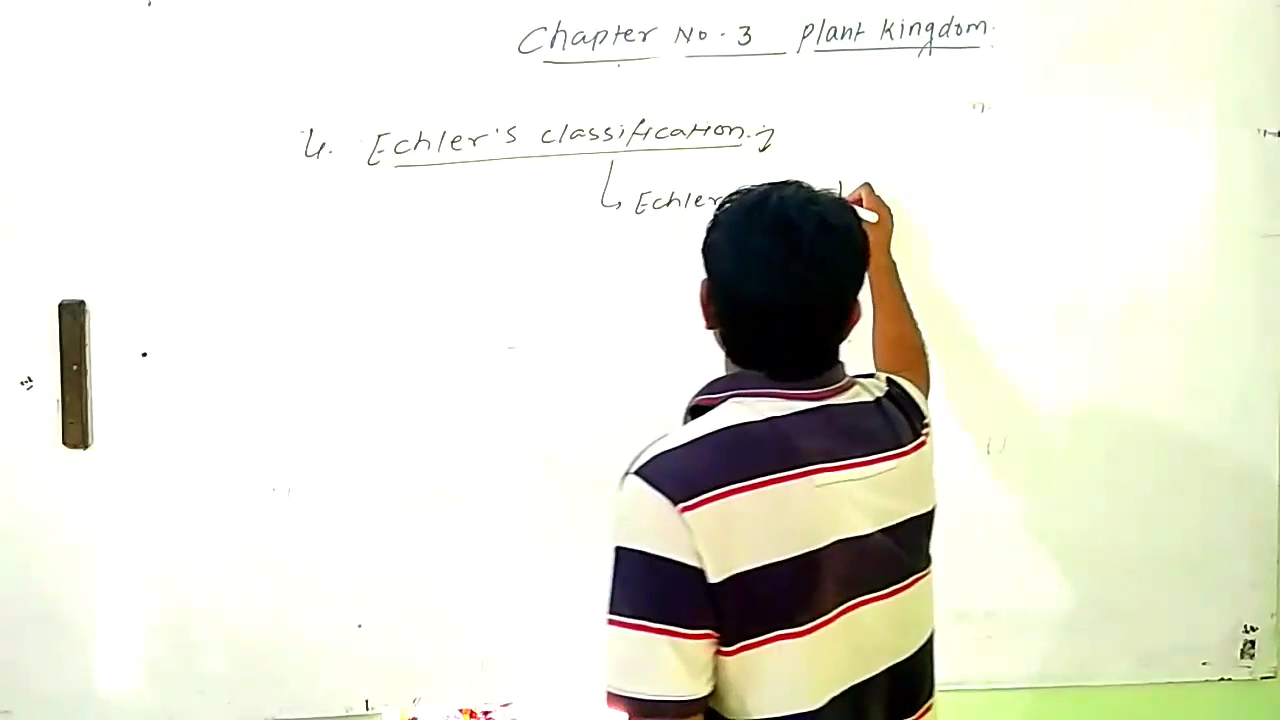 Chapter No. 3 Plant Kingdom.
4. Echler's classification
Echler